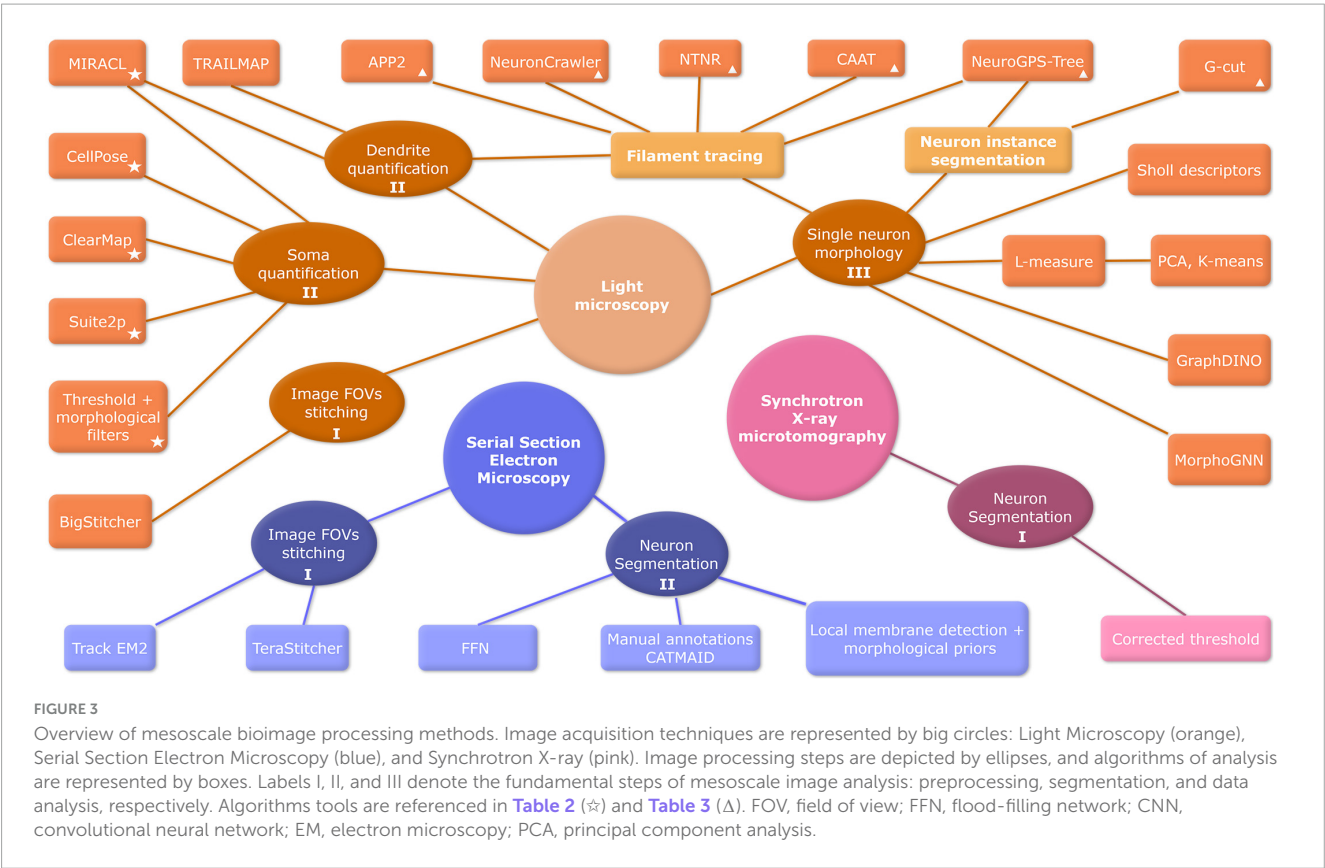 MIRACL
TRAILMAP
APP2
NeuronCrawler
NTNR
CAAT
NeuroGPS-Tree
G-cut
CellPose
Dendrite
quantification
II
Filament tracing
Neuron instance
segmentation
Sholl descriptors
ClearMap
Soma
quantification
II
Single neuron
morphology
III
L-measure
PCA, K-means
Light
microscopy
Suite2p
GraphDINO
Threshold +
morphological
filters
Image FOVs
stitching
I
Synchrotron
X-ray
microtomography
Serial Section
Electron
Microscopy
MorphoGNN
BigStitcher
Image FOVs
stitching
I
Neuron
Segmentation
II
Neuron
Segmentation
I
Track EM2
TeraStitcher
FFN
Manual annotations
CATMAID
Local membrane detection +
morphological priors
Corrected threshold
FIGURE 3
Overview of mesoscale bioimage processing methods. Image acquisition techniques are represented by big circles: Light Microscopy (orange),
Serial Section Electron Microscopy (blue), and Synchrotron X-ray (pink). Image processing steps are depicted by ellipses, and algorithms of analysis
are represented by boxes. Labels I, II, and III denote the fundamental steps of mesoscale image analysis: preprocessing, segmentation, and data
analysis, respectively. Algorithms tools are referenced in Table 2 (☆) and Table 3 (Δ). FOV, field of view; FFN, flood-filling network; CNN,
convolutional neural network; EM, electron microscopy; PCA, principal component analysis.